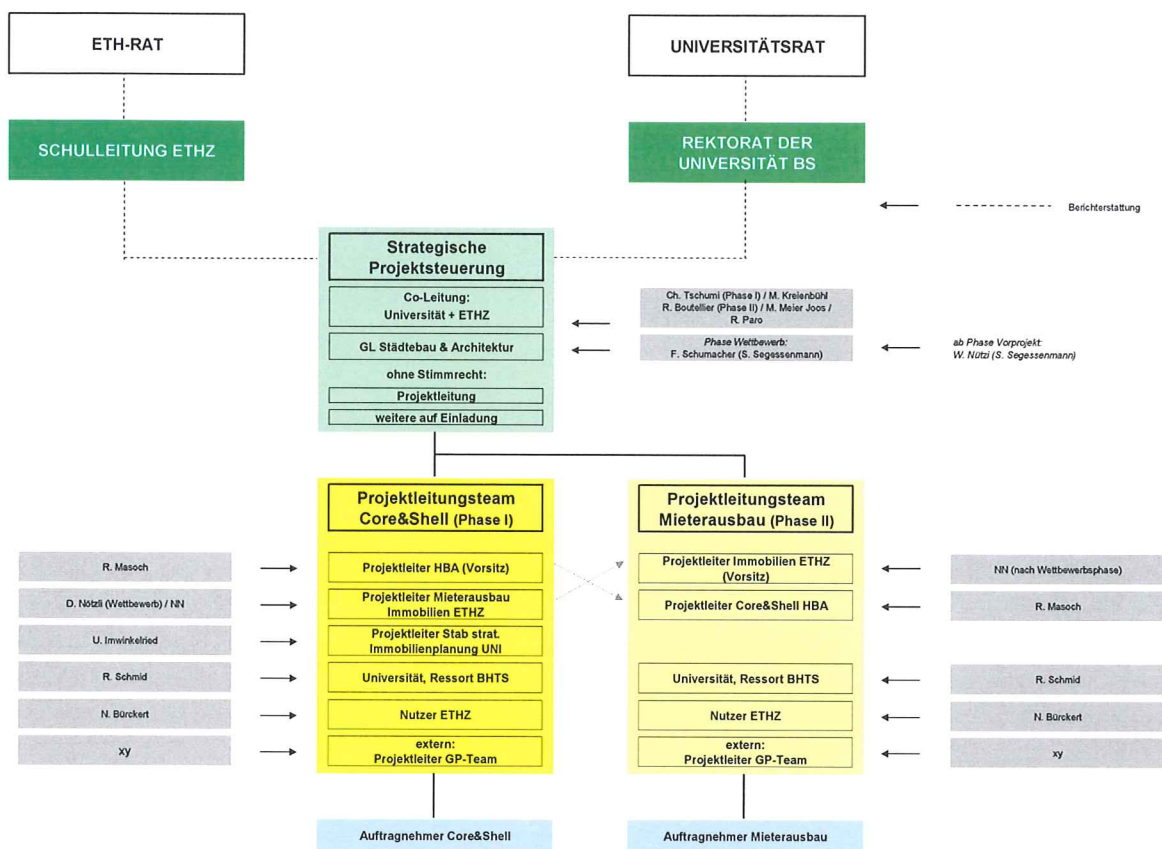 ETH-RAT
UNIVERSITÄTSRAT
SCHULLEITUNG ETHZ
REKTORAT DER
UNIVERSITÄT BS
Berichterstattung
Strategische
Projektsteuerung
Co-Leitung:
Universität + ETHZ
Ch. Tschumi (Phase I) / M. Kreienbühl
R. Boutellier (Phase II) / M. Meier Joos /
R. Paro
GL Städtebau & Architektur
Phase Wettbewerb:
F. Schumacher (S. Segessenmann)
ab Phase Vorprojekt:
W. Nützi (S. Segessenmann)
ohne Stimmrecht:
Projektleitung
weitere auf Einladung
Projektleitungsteam
Core&Shell (Phase I)
Projektleitungsteam
Mieterausbau (Phase II)
R. Masoch
Projektleiter HBA (Vorsitz)
Projektleiter Immobilien ETHZ
(Vorsitz)
NN (nach Wettbewerbsphase)
D. Nötzli (Wettbewerb) / NN
Projektleiter Mieterausbau
Immobilien ETHZ
Projektleiter Core&Shell HBA
R. Masoch
U. Imwinkelried
Projektleiter Stab strat.
Immobilienplanung UNI
R. Schmid
Universität, Ressort BHTS
Universität, Ressort BHTS
R. Schmid
N. Bürckert
Nutzer ETHZ
Nutzer ETHZ
N. Bürckert
xy
extern:
Projektleiter GP-Team
extern:
Projektleiter GP-Team
xy
Auftragnehmer Core&Shell
Auftragnehmer Mieterausbau